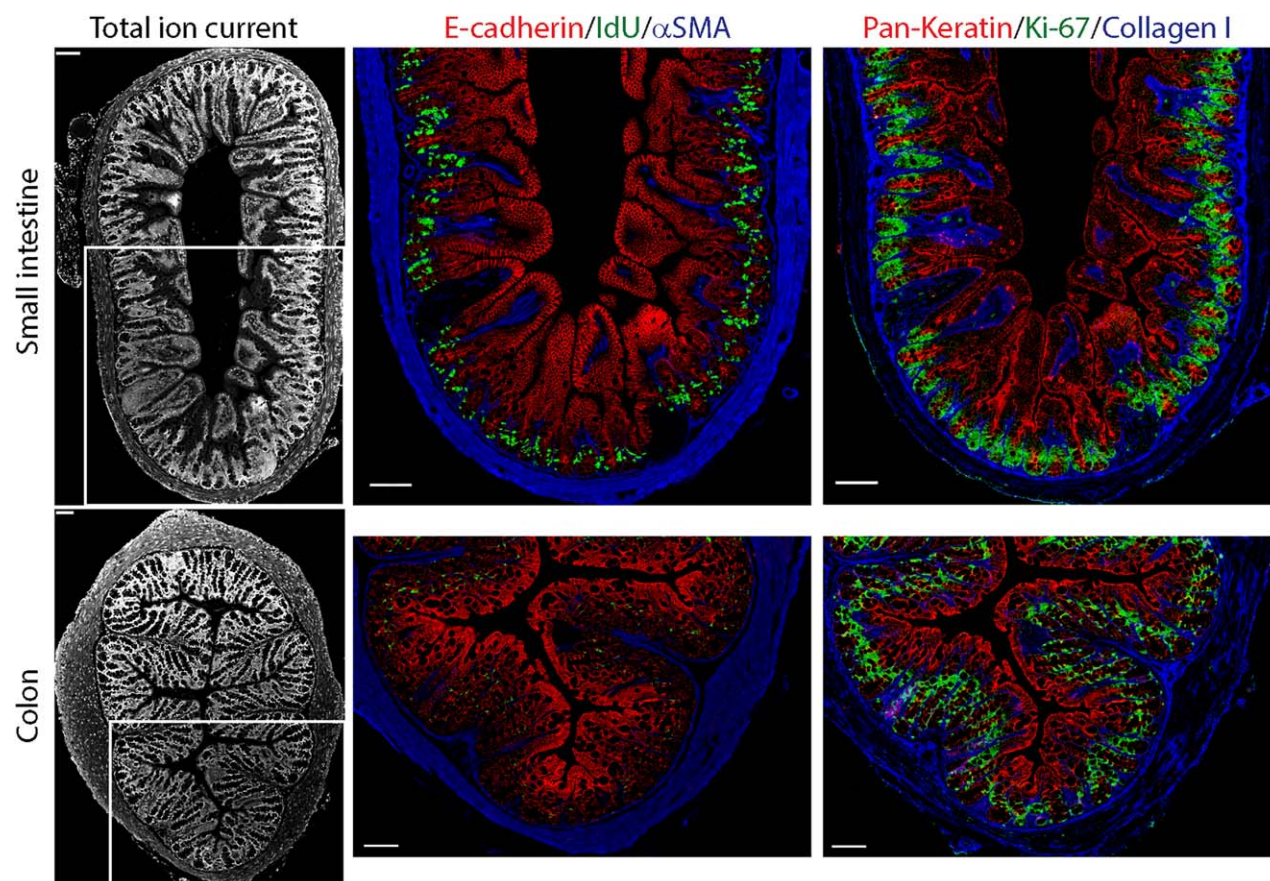 Total ion current
E-cadherin/IdU/αSMA
Pan-Keratin/Ki-67/Collagen I
Small intestine
Colon